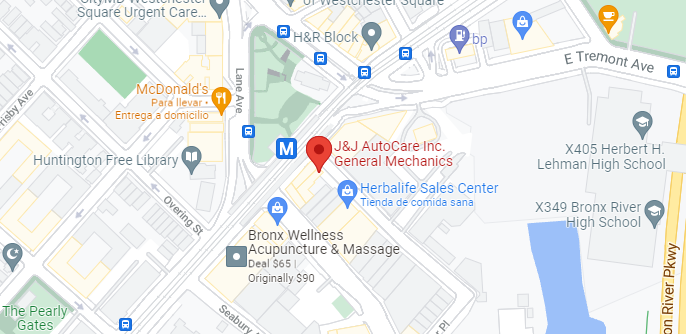 CityMD Westchester
Square Urgent Care...
of Westchester Square
H&R Block
bp
E Tremont Ave
McDonald's
Para llevar •
Entrega a domicilio
Lane Ave
risby Ave
M
J&J AutoCare Inc.
General Mechanics
X405 Herbert H.
Lehman High School
Huntington Free Library
Herbalife Sales Center
Tienda de comida sana
Overing St
X349 Bronx River
High School
Bronx Wellness
Acupuncture & Massage
Deal $65 |
Originally $90
on River Pkwy
The Pearly
Gates
Seabury A
er Pl